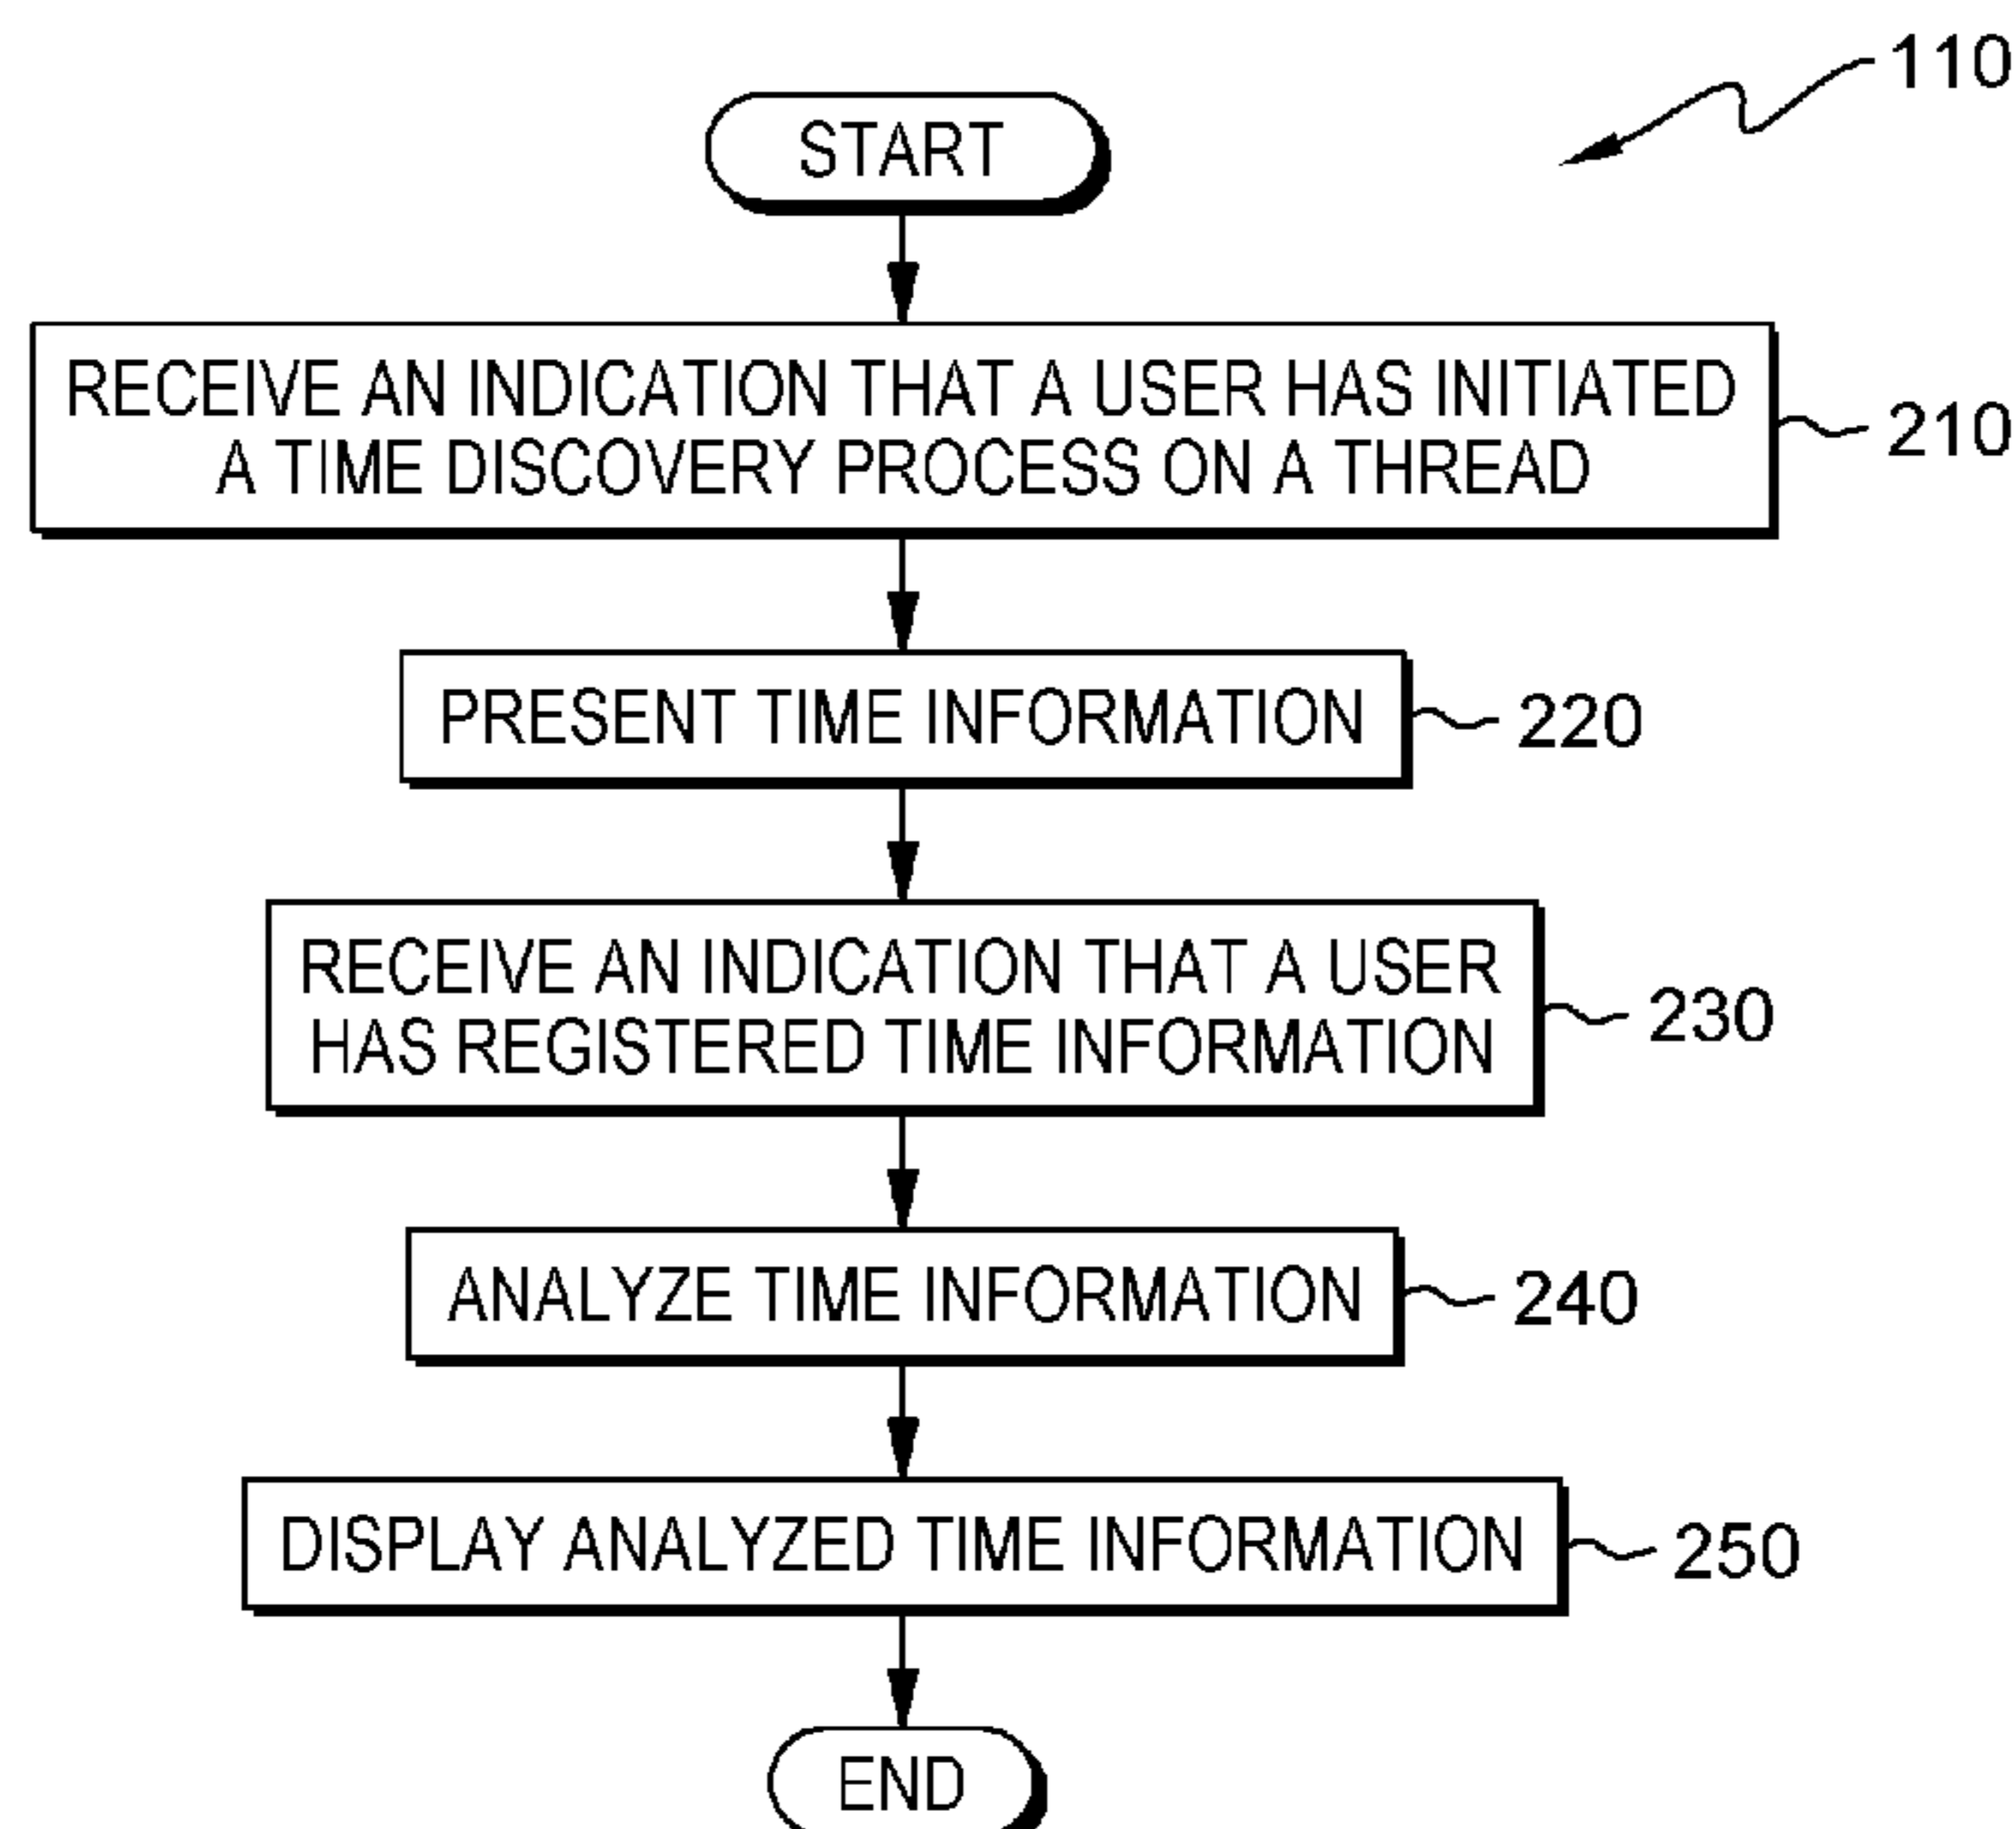 110
START
RECEIVE AN INDICATION THAT A USER HAS INITIATED
A TIME DISCOVERY PROCESS ON A THREAD
210
PRESENT TIME INFORMATION
220
RECEIVE AN INDICATION THAT A USER
HAS REGISTERED TIME INFORMATION
230
ANALYZE TIME INFORMATION
240
DISPLAY ANALYZED TIME INFORMATION
250
END